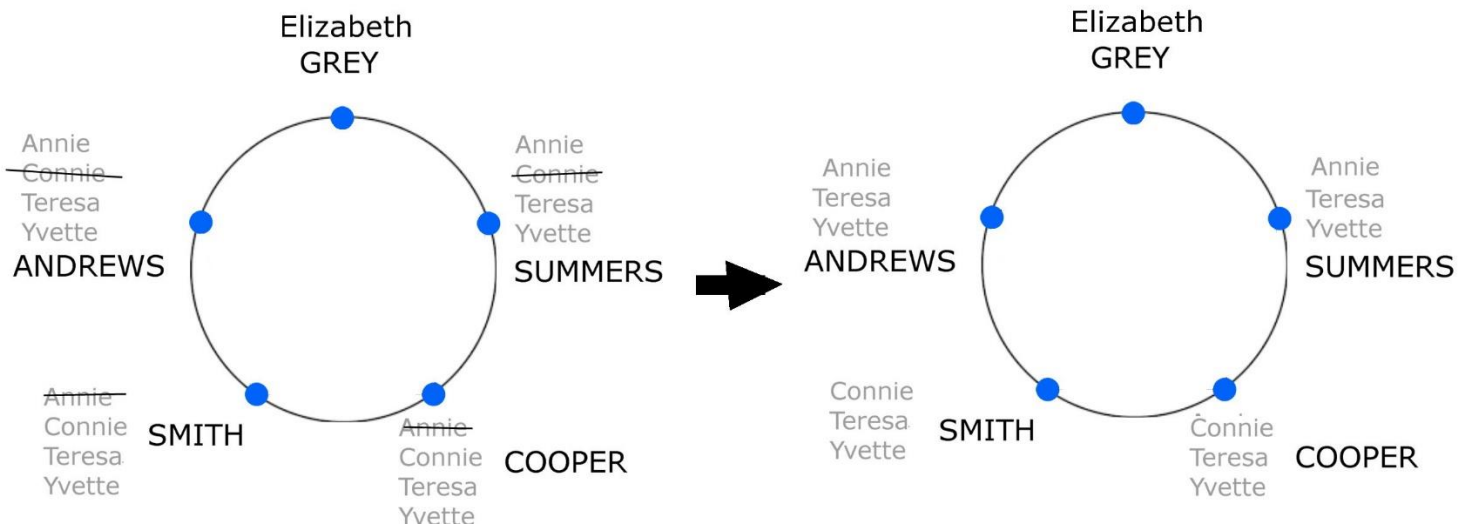 Elizabeth
GREY
Annie
Connie
Teresa
Yvette
ANDREWS
Annie
Connie
Teresa
Yvette
SUMMERS
Annie
Connie
Teresa
Yvette
SMITH
Annie
Connie
Teresa
Yvette
COOPER
Elizabeth
GREY
Annie
Teresa
Yvette
ANDREWS
Annie
Teresa
Yvette
SUMMERS
Connie
Teresa
Yvette
SMITH
Connie
Teresa
Yvette
COOPER